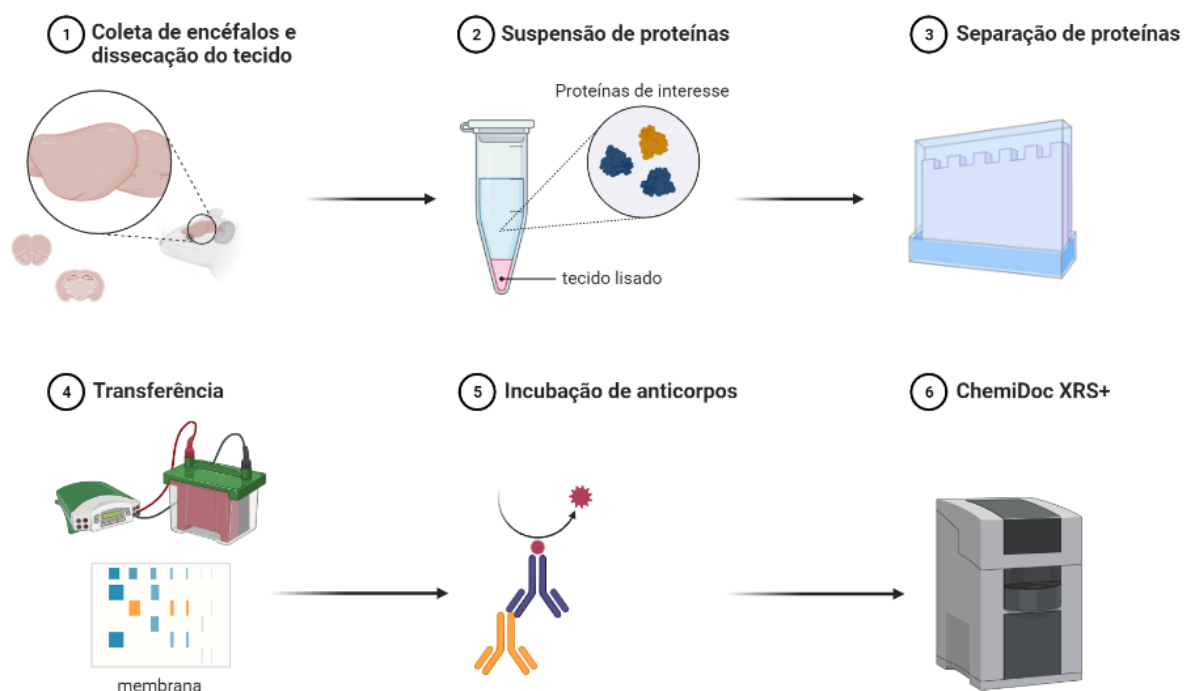 1 Coleta de encéfalos e
dissecação do tecido
2 Suspensão de proteínas
Proteínas de interesse
tecido lisado
3 Separação de proteínas
4 Transferência
membrana
5 Incubação de anticorpos
6 ChemiDoc XRS+